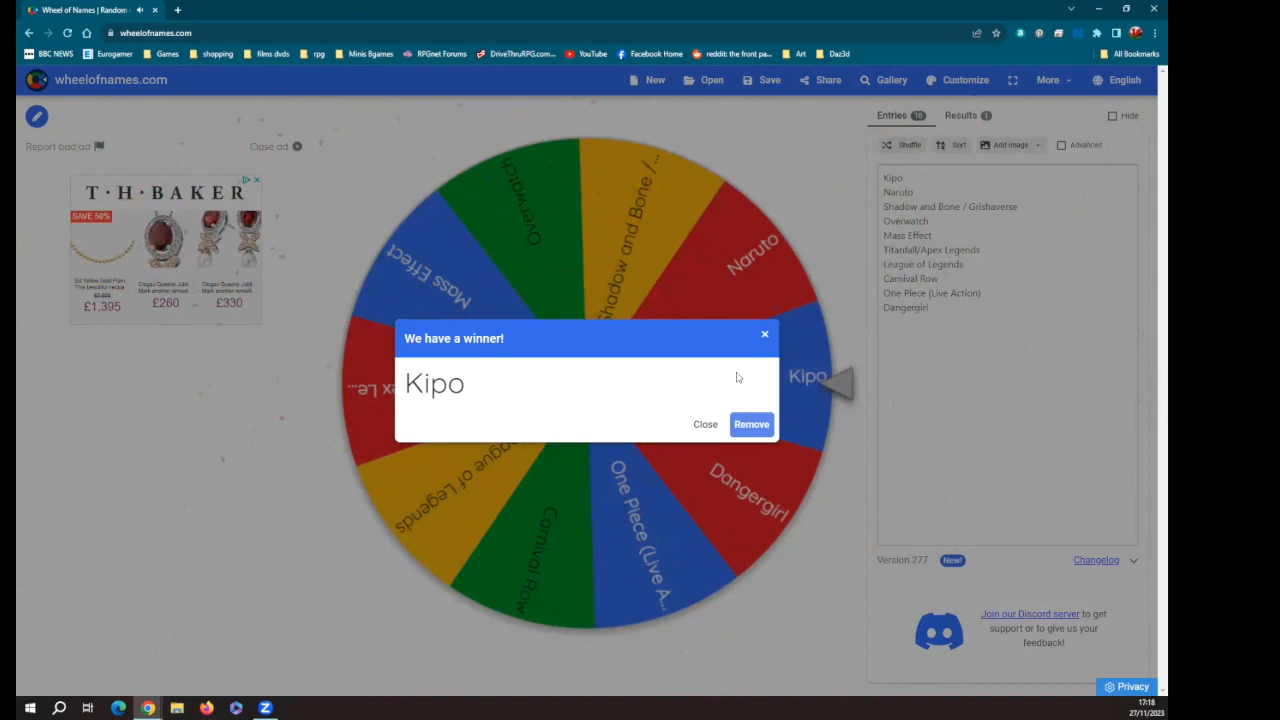 Wheel of Names | Random
wheelofnames.com
BBC NEWS Eurogamer Games shopping films dvds rpg Minis Bgames RPGnet Forums DriveThruRPG.com... YouTube Facebook Home reddit: the front pa... Art Daz3d All Bookmarks
wheelofnames.com New Open Save Share Gallery Customize More English
Report bad ad Close ad
T·H·BAKER
SAVE 50%
£1,395 £260 £330
Overwatch
Shadow and Bone /...
Naruto
Mass Effect
Kipo
ex Le...
Dangergirl
ague of Legends
One Piece (Live A...
Carnival Row
We have a winner!
Kipo
Close Remove
Entries 10 Results 1 Hide
Shuffle Sort Add image Advanced
Kipo
Naruto
Shadow and Bone / Grishaverse
Overwatch
Mass Effect
Titanfall/Apex Legends
League of Legends
Carnival Row
One Piece (Live Action)
Dangergirl
Version 277 New! Changelog
Join our Discord server to get
support or to give us your
feedback!
Privacy
17:18
27/11/2023